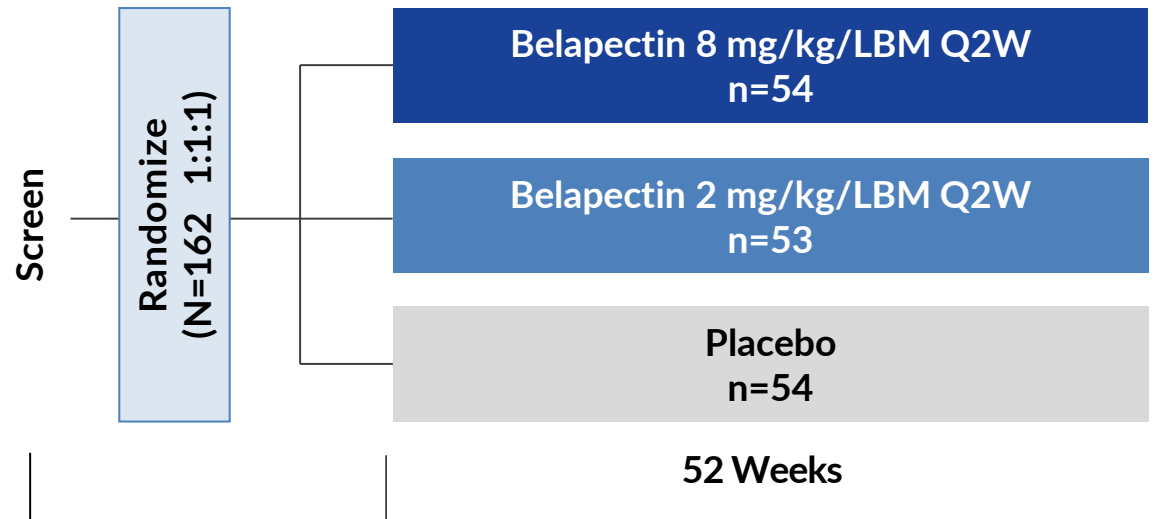 Screen
Randomize
(N=162 1:1:1)
Belapectin 8 mg/kg/LBM Q2W
n=54
Belapectin 2 mg/kg/LBM Q2W
n=53
Placebo
n=54
52 Weeks